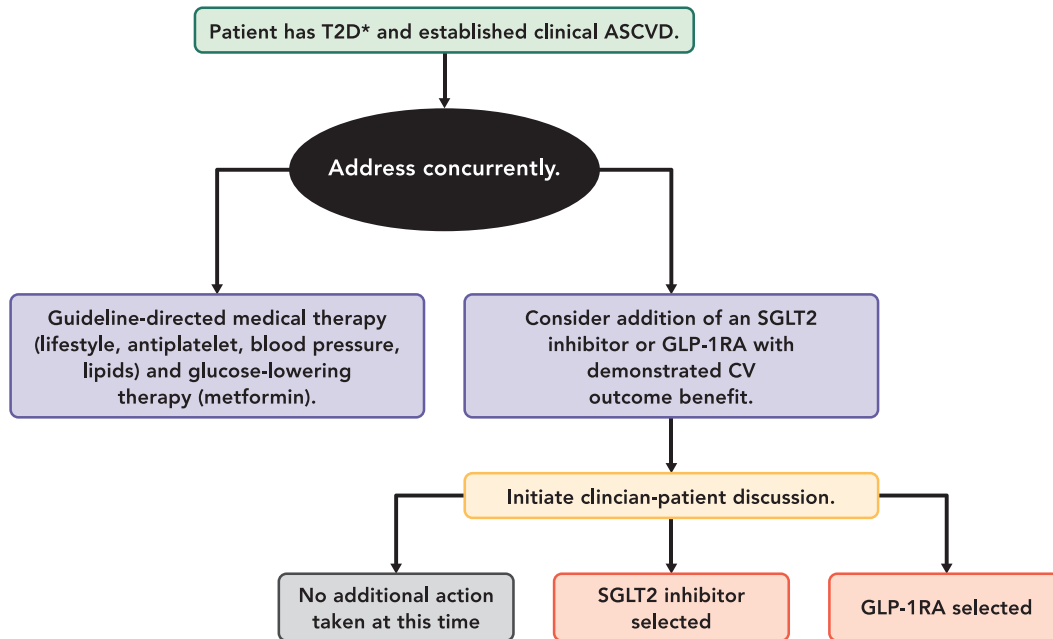 Patient has T2D* and established clinical ASCVD.
Address concurrently.
Guideline-directed medical therapy
(lifestyle, antiplatelet, blood pressure,
lipids) and glucose-lowering
therapy (metformin).
Consider addition of an SGLT2
inhibitor or GLP-1RA with
demonstrated CV
outcome benefit.
Initiate clincian-patient discussion.
No additional action
taken at this time
SGLT2 inhibitor
selected
GLP-1RA selected